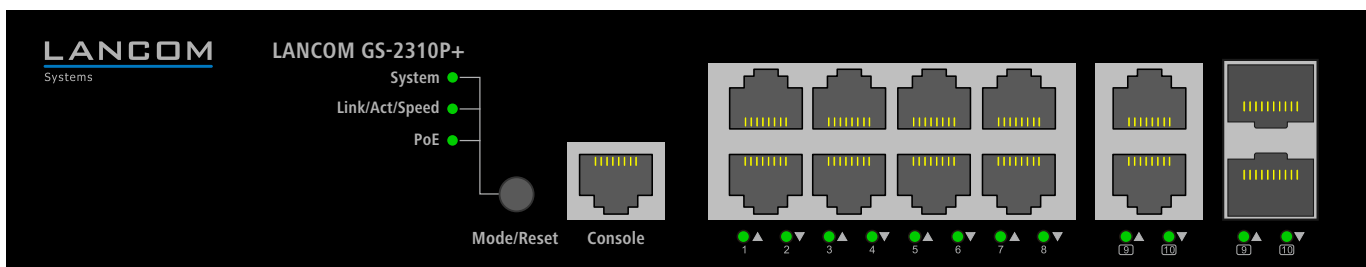 LANCOM
Systems
LANCOM GS-2310P+
System
Link/Act/Speed
PoE
Mode/Reset
Console
1 2 3 4 5 6 7 8
9 10
9 10